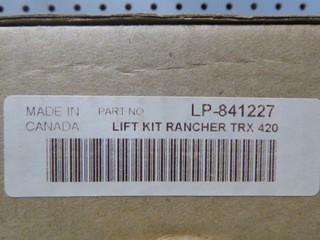 MADE IN PART NO LP-841227
CANADA LIFT KIT RANCHER TRX 420